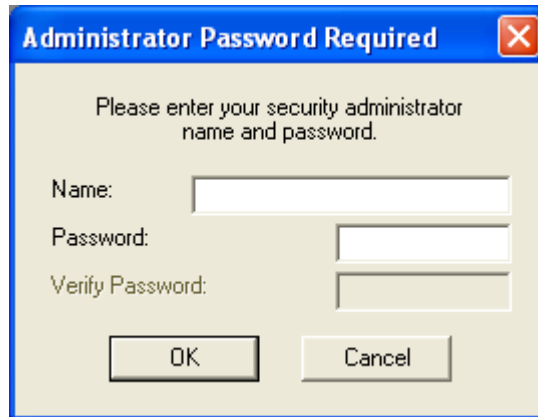 Administrator Password Required
Please enter your security administrator
name and password.
Name:
Password:
Verify Password:
OK
Cancel